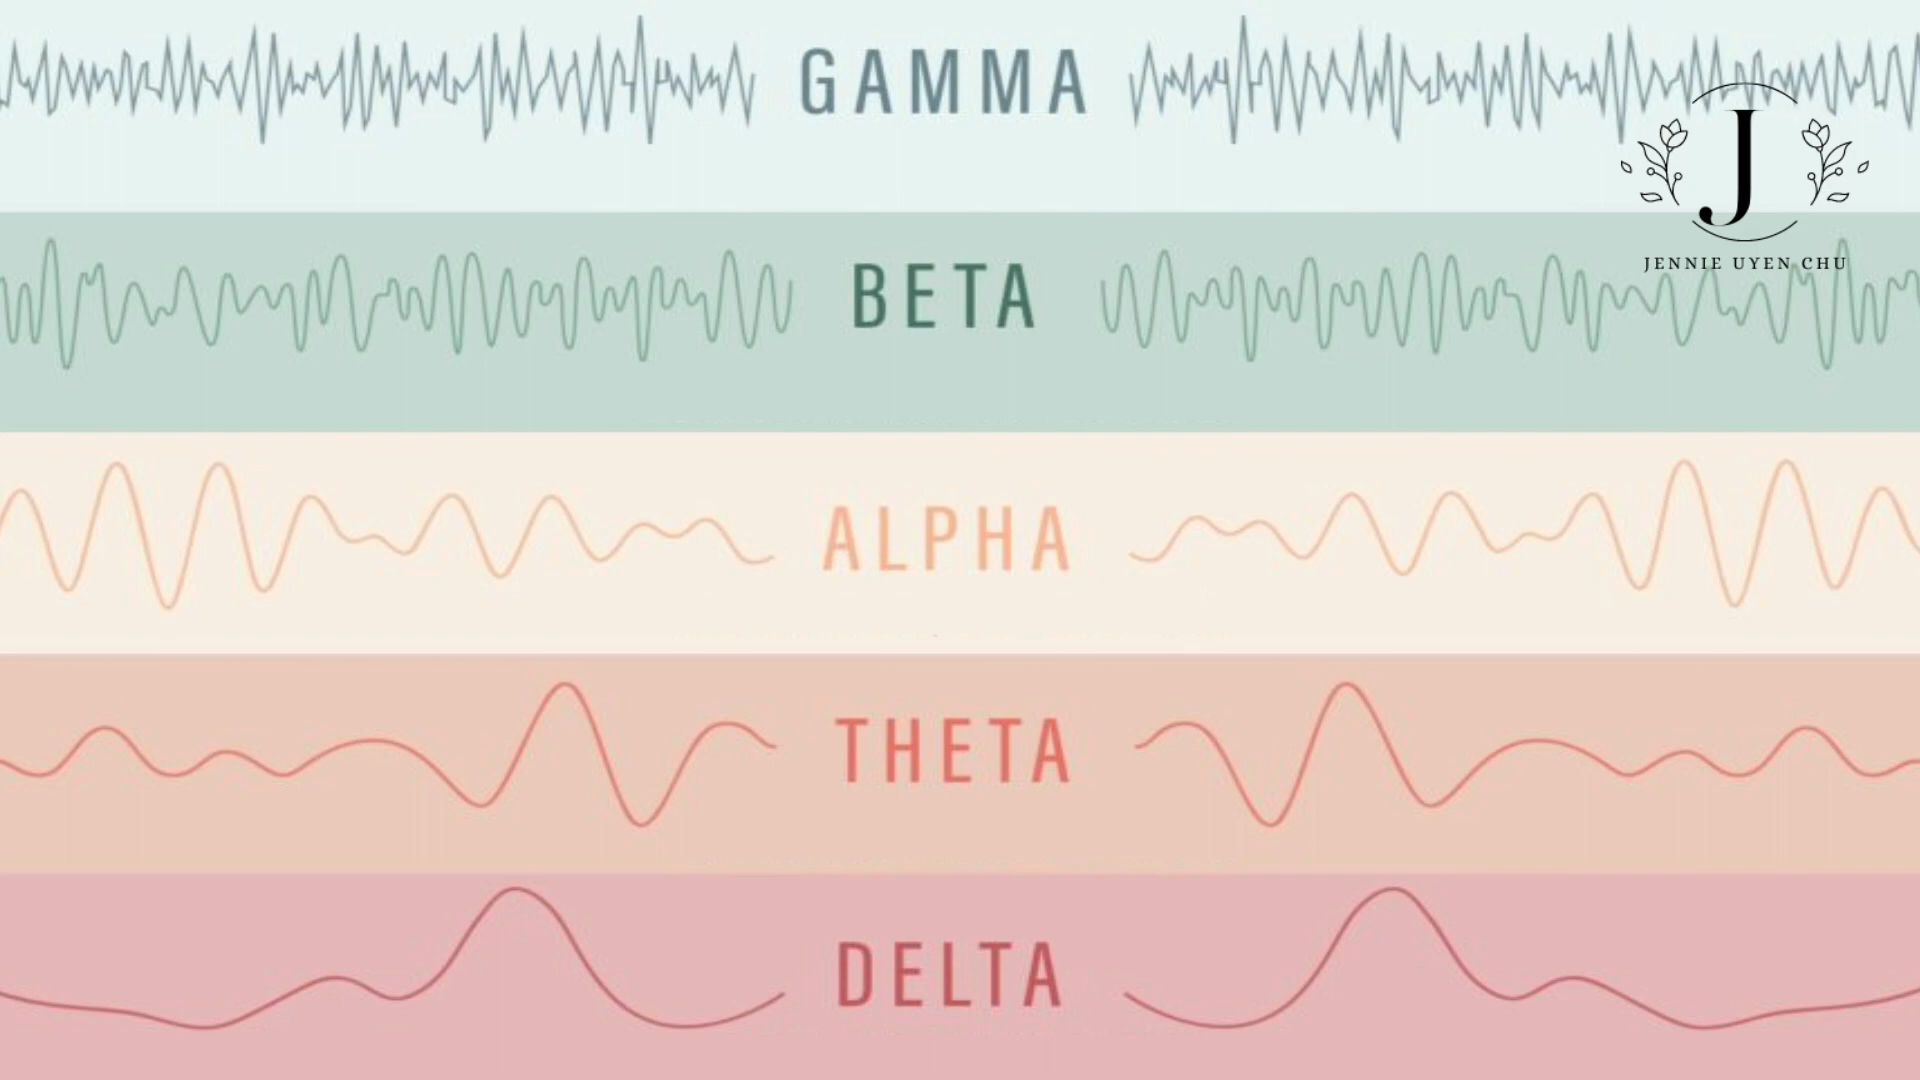 GAMMA
J
JENNIE UYEN CHU
BETA
ALPHA
THETA
DELTA